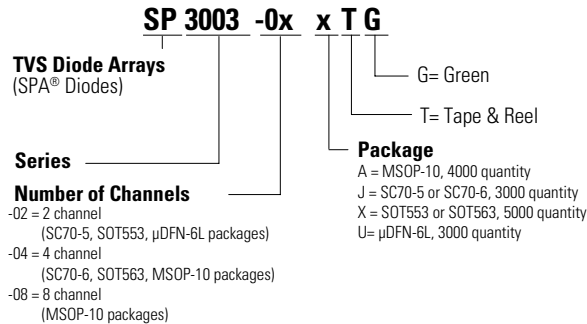 SP 3003 -0x x T G
TVS Diode Arrays
(SPA® Diodes)
G= Green
T= Tape & Reel
Series
Package
A = MSOP-10, 4000 quantity
J = SC70-5 or SC70-6, 3000 quantity
X = SOT553 or SOT563, 5000 quantity
U= µDFN-6L, 3000 quantity
Number of Channels
-02 = 2 channel
(SC70-5, SOT553, µDFN-6L packages)
-04 = 4 channel
(SC70-6, SOT563, MSOP-10 packages)
-08 = 8 channel
(MSOP-10 packages)